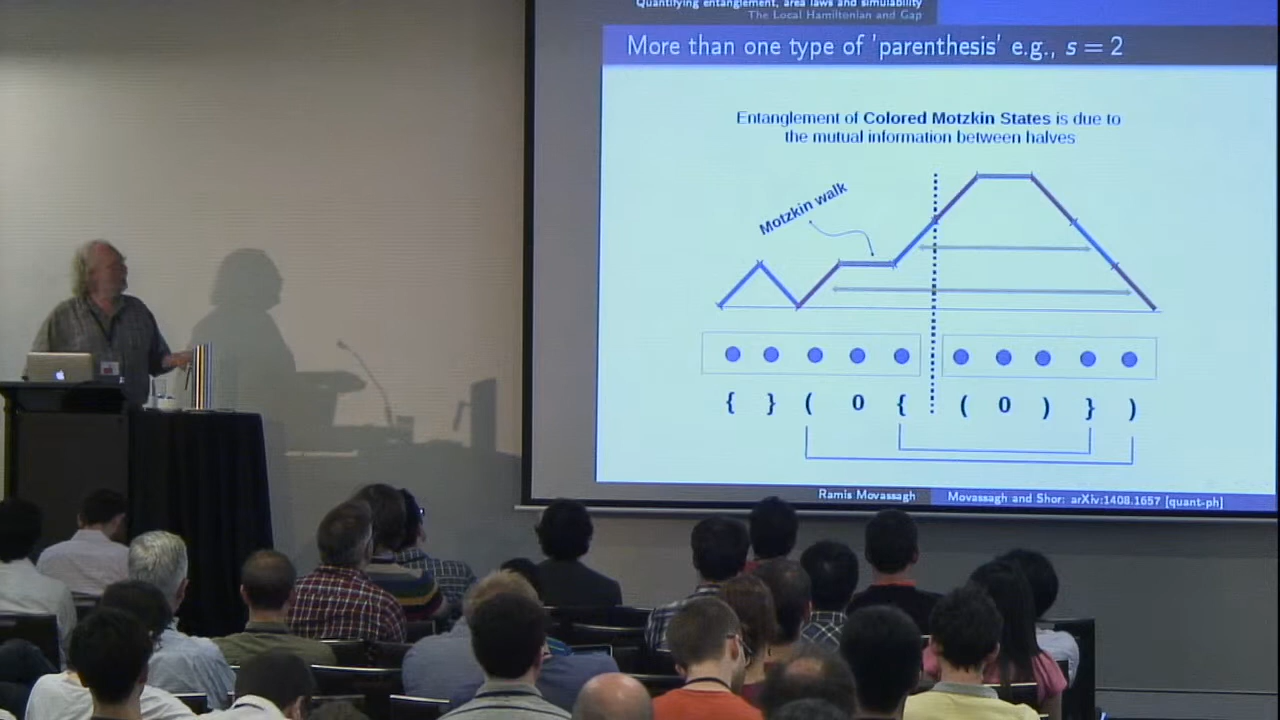 Quantifying entanglement, area laws and simulability
The Local Hamiltonian and Gap
More than one type of 'parenthesis' e.g., s = 2
Entanglement of Colored Motzkin States is due to
the mutual information between halves
Motzkin walk
{ } ( 0 { ( 0 ) } )
Ramis Movassagh
Movassagh and Shor: arXiv:1408.1657 [quant-ph]